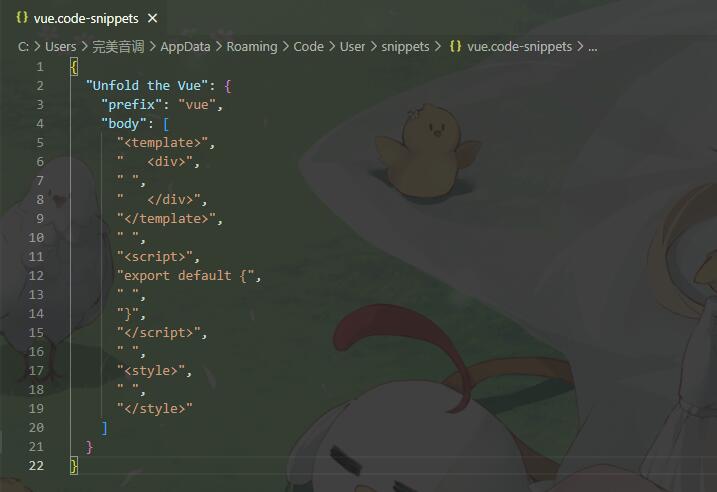 {} vue.code-snippets ×
C: > Users > 完美音调 > AppData > Roaming > Code > User > snippets > {} vue.code-snippets > ...
1 {
2 "Unfold the Vue": {
3 "prefix": "vue",
4 "body": [
5 "<template>",
6 "   <div>",
7 " ",
8 "   </div>",
9 "</template>",
10 " ",
11 "<script>",
12 "export default {",
13 " ",
14 "}",
15 "</script>",
16 " ",
17 "<style>",
18 " ",
19 "</style>"
20 ]
21 }
22 }